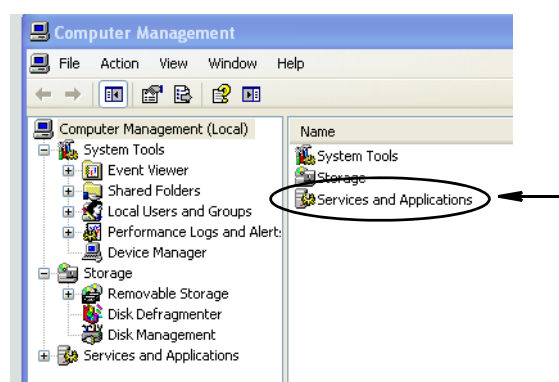 Computer Management
File Action View Window Help
Computer Management (Local)
System Tools
Event Viewer
Shared Folders
Local Users and Groups
Performance Logs and Alert:
Device Manager
Storage
Removable Storage
Disk Defragmenter
Disk Management
Services and Applications
Name
System Tools
Storage
Services and Applications